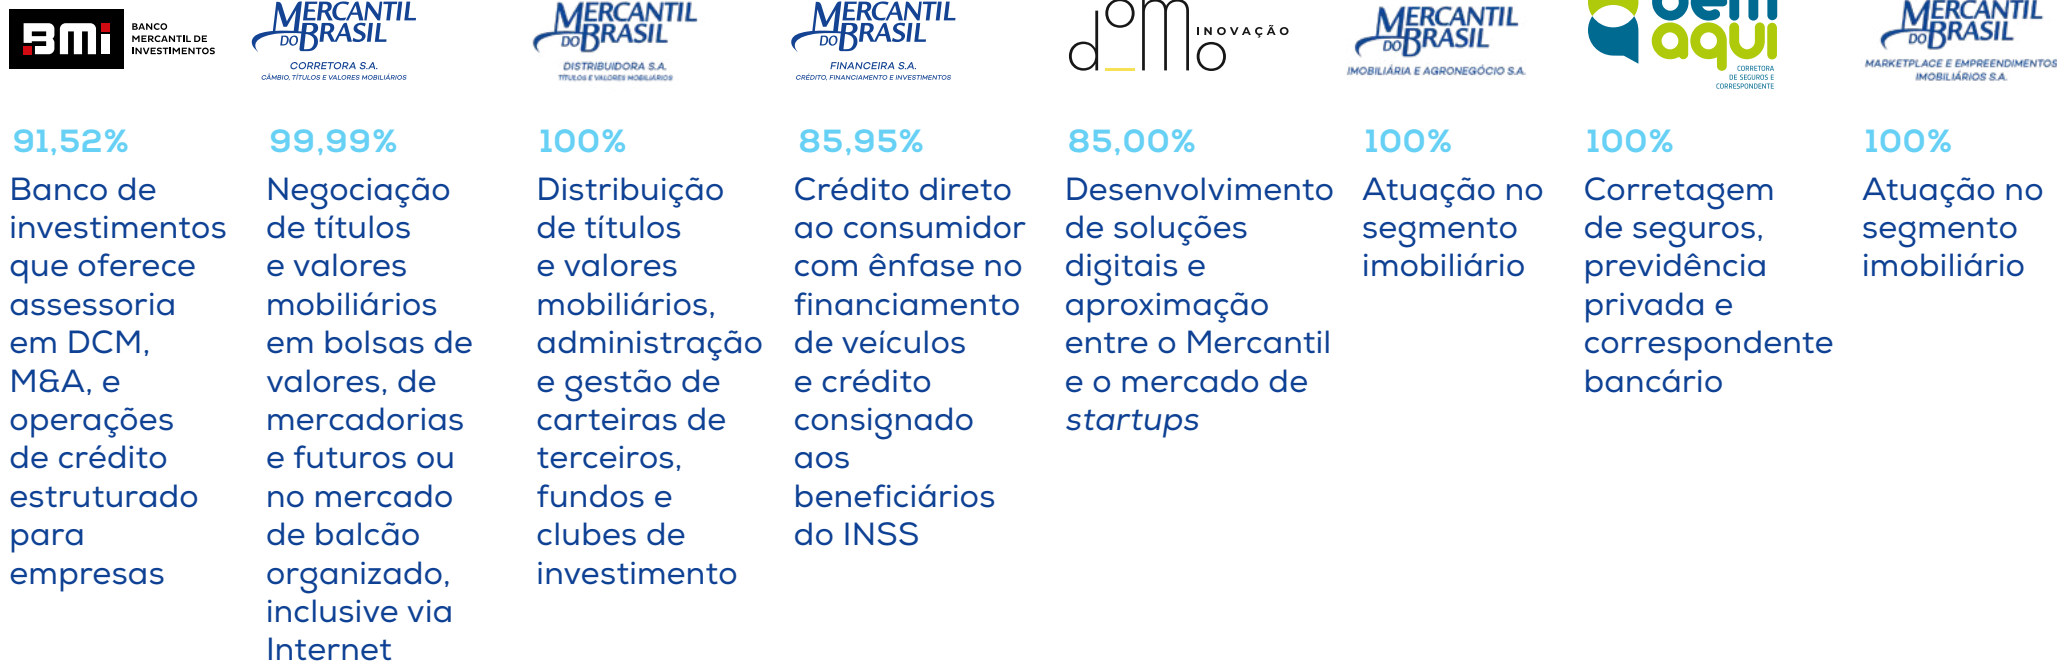 BMi
BANCO
MERCANTIL DE
INVESTIMENTOS
91,52%
Banco de
investimentos
que oferece
assessoria
em DCM,
M&A, e
operações
de crédito
estruturado
para
empresas
MERCANTIL
DO BRASIL
CORRETORA S.A.
CÂMBIO, TÍTULOS E VALORES MOBILIÁRIOS
99,99%
Negociação
de títulos
e valores
mobiliários
em bolsas de
valores, de
mercadorias
e futuros ou
no mercado
de balcão
organizado,
inclusive via
Internet
MERCANTIL
DO BRASIL
DISTRIBUIDORA S.A.
TÍTULOS E VALORES MOBILIÁRIOS
100%
Distribuição
de títulos
e valores
mobiliários,
administração
e gestão de
carteiras de
terceiros,
fundos e
clubes de
investimento
MERCANTIL
DO BRASIL
FINANCEIRA S.A.
CRÉDITO, FINANCIAMENTO E INVESTIMENTOS
85,95%
Crédito direto
ao consumidor
com ênfase no
financiamento
de veículos
e crédito
consignado
aos
beneficiários
do INSS
domo
INOVAÇÃO
85,00%
Desenvolvimento
de soluções
digitais e
aproximação
entre o Mercantil
e o mercado de
startups
MERCANTIL
DO BRASIL
IMOBILIÁRIA E AGRONEGÓCIO S.A.
100%
Atuação no
segmento
imobiliário
bem
aqui
CORRETORA
DE SEGUROS E
CORRESPONDENTE
100%
Corretagem
de seguros,
previdência
privada e
correspondente
bancário
MERCANTIL
DO BRASIL
MARKETPLACE E EMPREENDIMENTOS
IMOBILIÁRIOS S.A.
100%
Atuação no
segmento
imobiliário